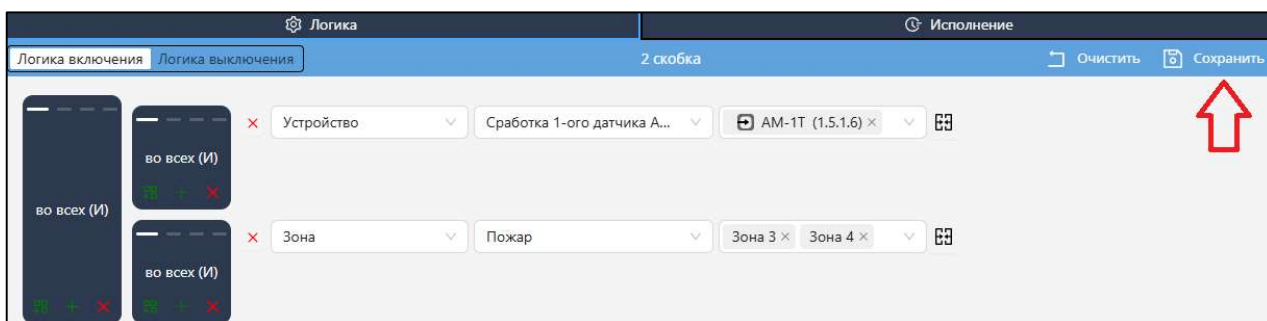 Логика Исполнение
Логика включения Логика выключения 2 скобка Очистить Сохранить
Устройство Сработка 1-ого датчика А... АМ-1Т (1.5.1.6) ×
во всех (И)
во всех (И)
Зона Пожар Зона 3 × Зона 4 ×
во всех (И)